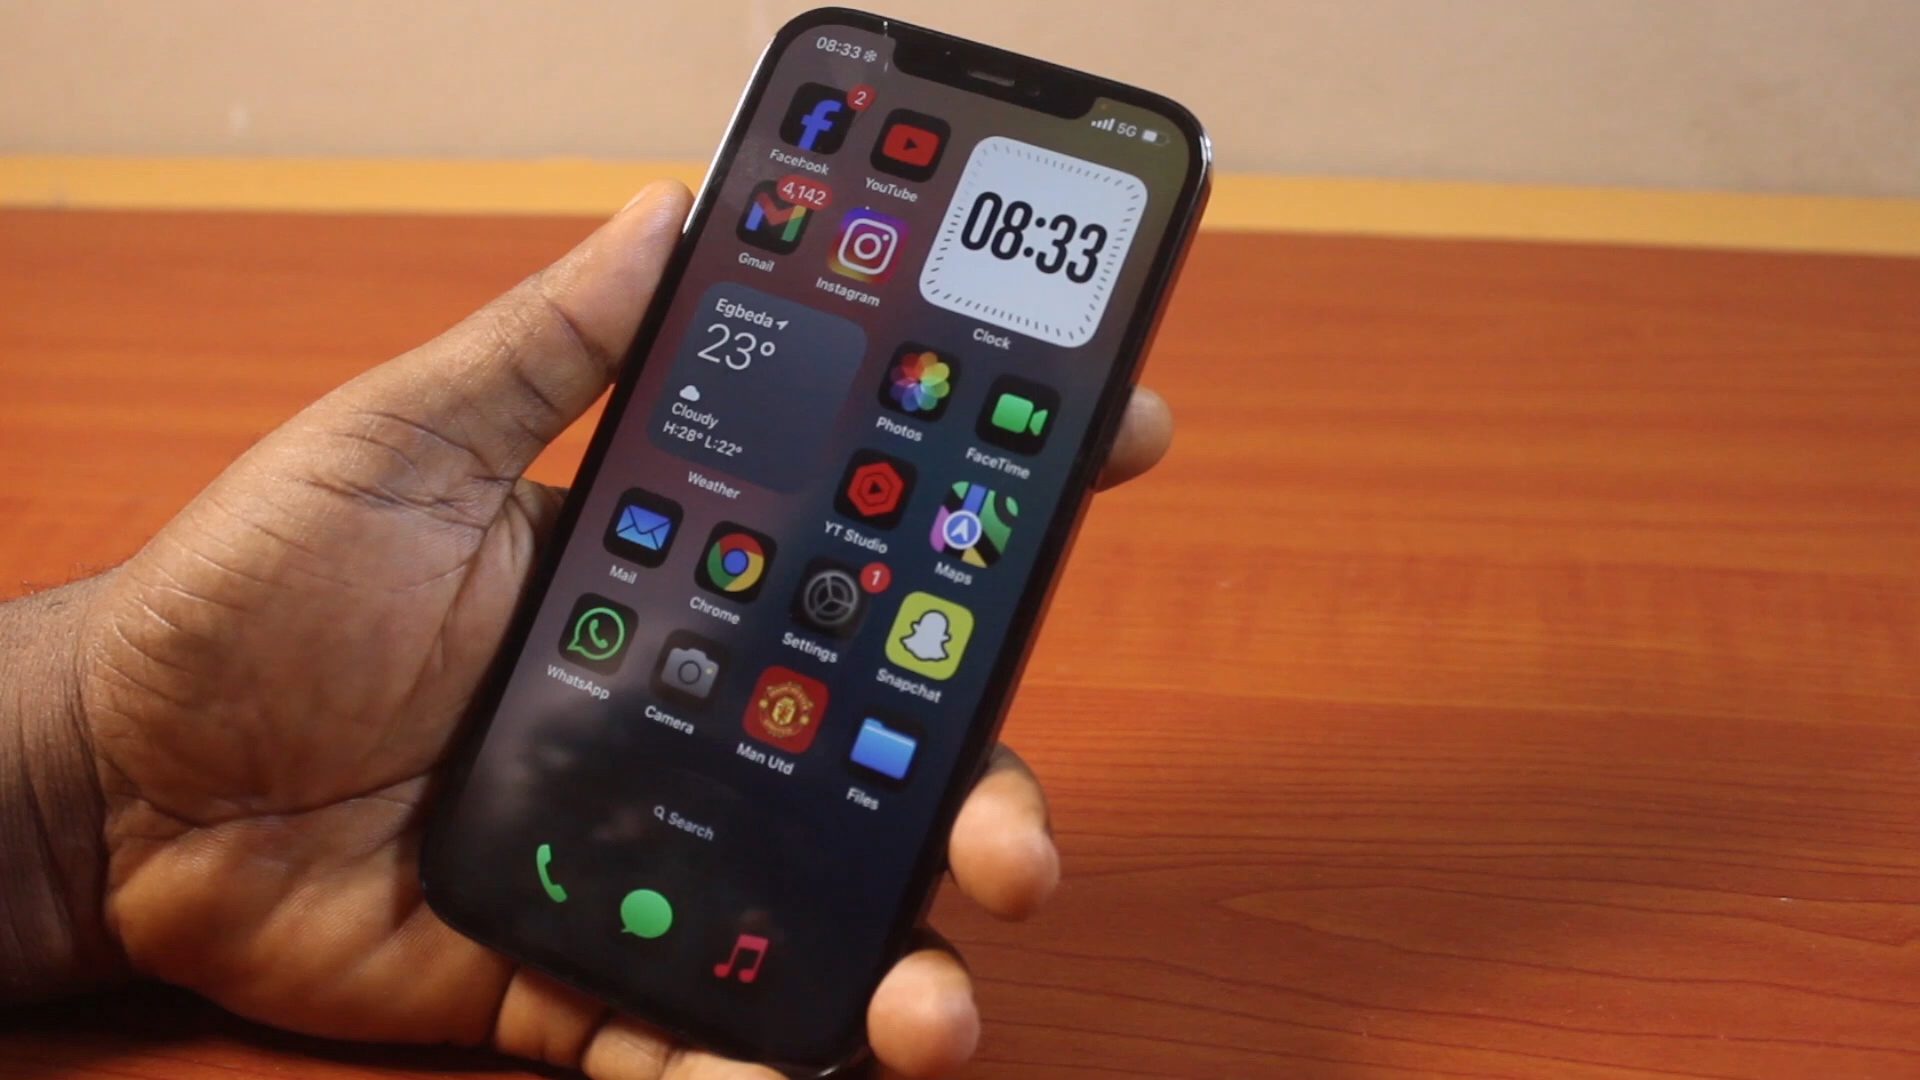 08:33
5G
2
Facebook
YouTube
08:33
Clock
4,142
Gmail
Instagram
Egbeda
23°
Cloudy
H:28° L:22°
Weather
Photos
FaceTime
YT Studio
Maps
Mail
Chrome
1
Settings
Snapchat
WhatsApp
Camera
Man Utd
Files
Search